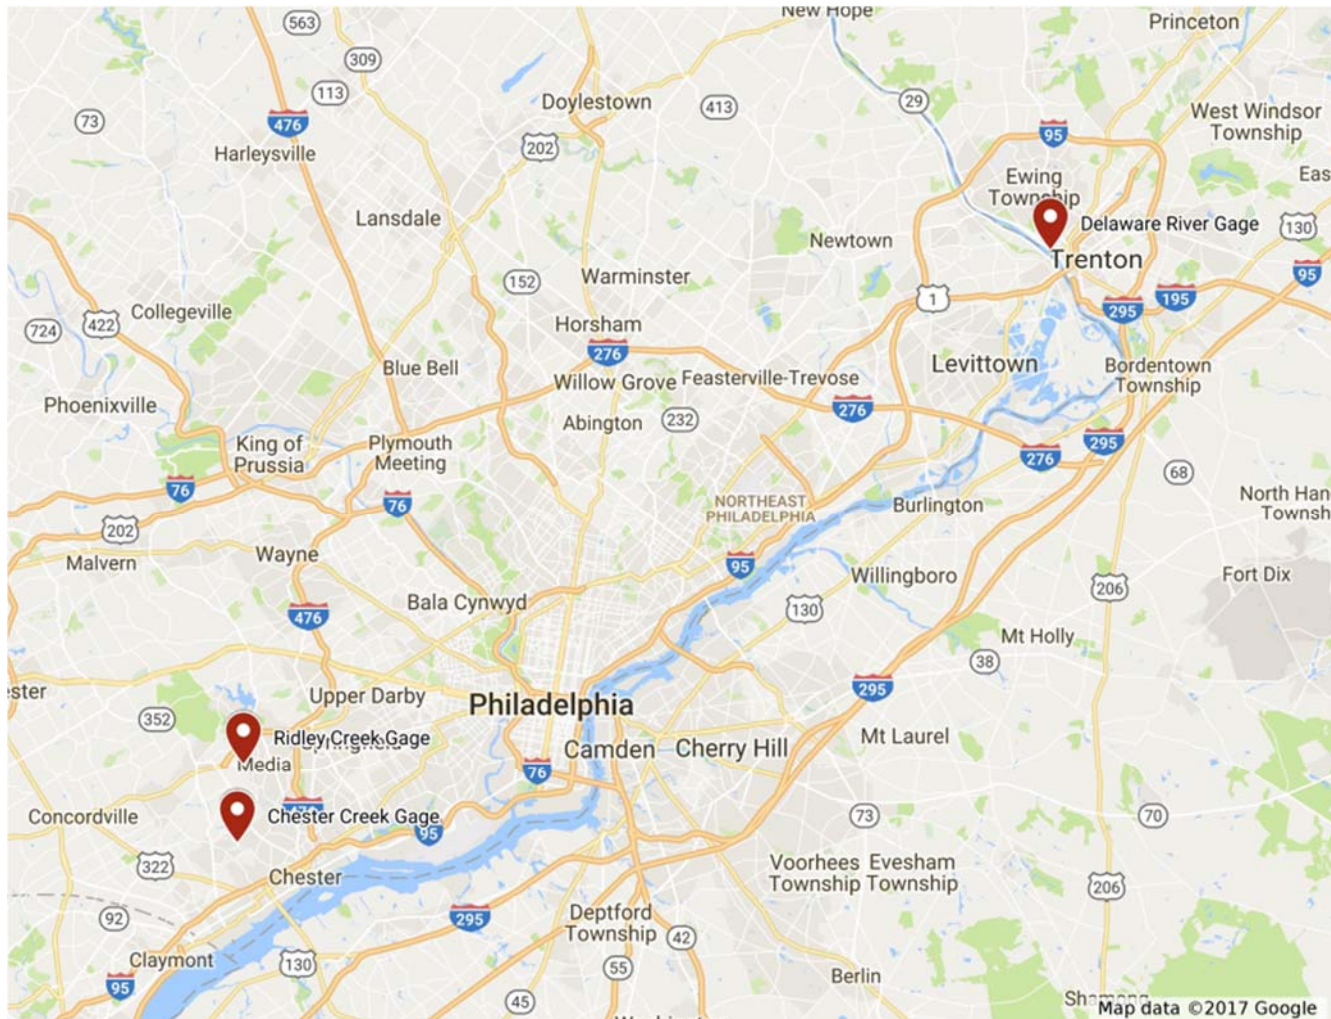 New Hope
Princeton
563
309
113
73
476
Harleysville
Doylestown
413
29
202
95
West Windsor
Township
Ewing
Township
Eas
Lansdale
Newtown
Delaware River Gage
130
Trenton
95
152
Warminster
1
195
295
Collegeville
422
724
Horsham
276
Levittown
Bordentown
Township
Blue Bell
Willow Grove
Feasterville-Trevose
Phoenixville
276
Abington
232
King of
Prussia
Plymouth
Meeting
295
276
68
76
76
202
NORTHEAST
PHILADELPHIA
Burlington
North Han
Townsh
Malvern
Wayne
95
Willingboro
Fort Dix
206
Bala Cynwyd
130
476
Mt Holly
38
ester
Upper Darby
295
352
Philadelphia
Ridley Creek Gage
Media
Camden
Cherry Hill
Mt Laurel
76
Concordville
Chester Creek Gage
95
73
70
322
Chester
Voorhees
Township
Evesham
Township
206
92
295
Deptford
Township
42
Claymont
130
55
Berlin
95
45
Map data ©2017 Google